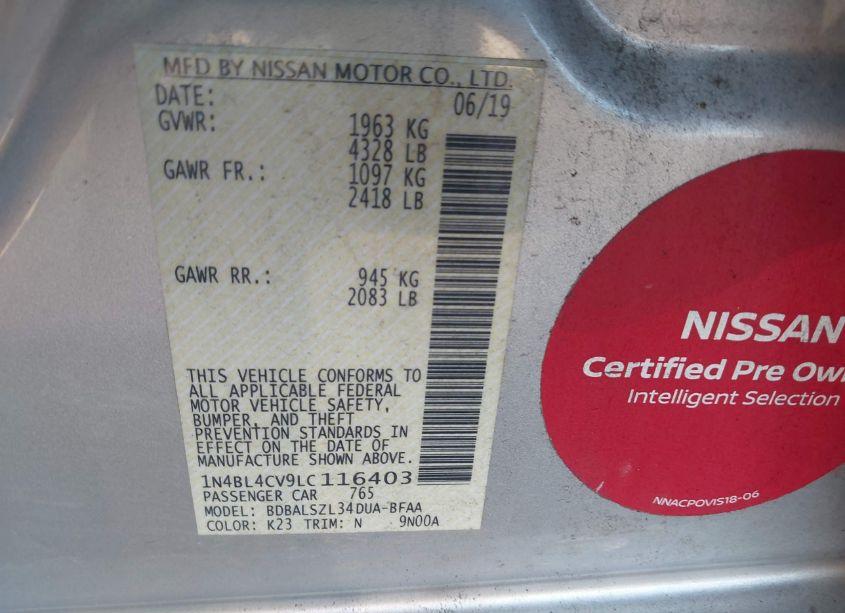 MFD BY NISSAN MOTOR CO., LTD.
DATE: 06/19
GVWR: 1963 KG
4328 LB
GAWR FR.: 1097 KG
2418 LB
GAWR RR.: 945 KG
2083 LB
THIS VEHICLE CONFORMS TO
ALL APPLICABLE FEDERAL
MOTOR VEHICLE SAFETY,
BUMPER, AND THEFT
PREVENTION STANDARDS IN
EFFECT ON THE DATE OF
MANUFACTURE SHOWN ABOVE.
1N4BL4CV9LC116403
PASSENGER CAR 765
MODEL: BDBALSZL34DUA-BFAA
COLOR: K23 TRIM: N 9N00A
NISSAN
Certified Pre Own
Intelligent Selection
NNACPOVIS18-06